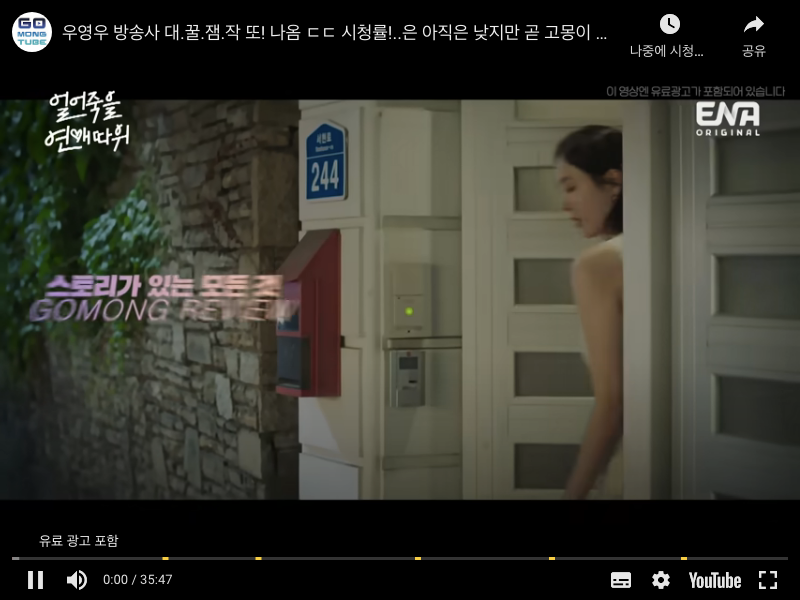 GO
MONG
TUBE
우영우 방송사 대.꿀.잼.작 또! 나옴 ㄷㄷ 시청률!..은 아직은 낮지만 곧 고몽이 ...
나중에 시청...
공유
이 영상엔 유료광고가 포함되어 있습니다
얼어죽을
연애따위
ENA
ORIGINAL
244
스토리가 있는 모든 것
GOMONG REVIEW
유료 광고 포함
0:00 / 35:47
YouTube